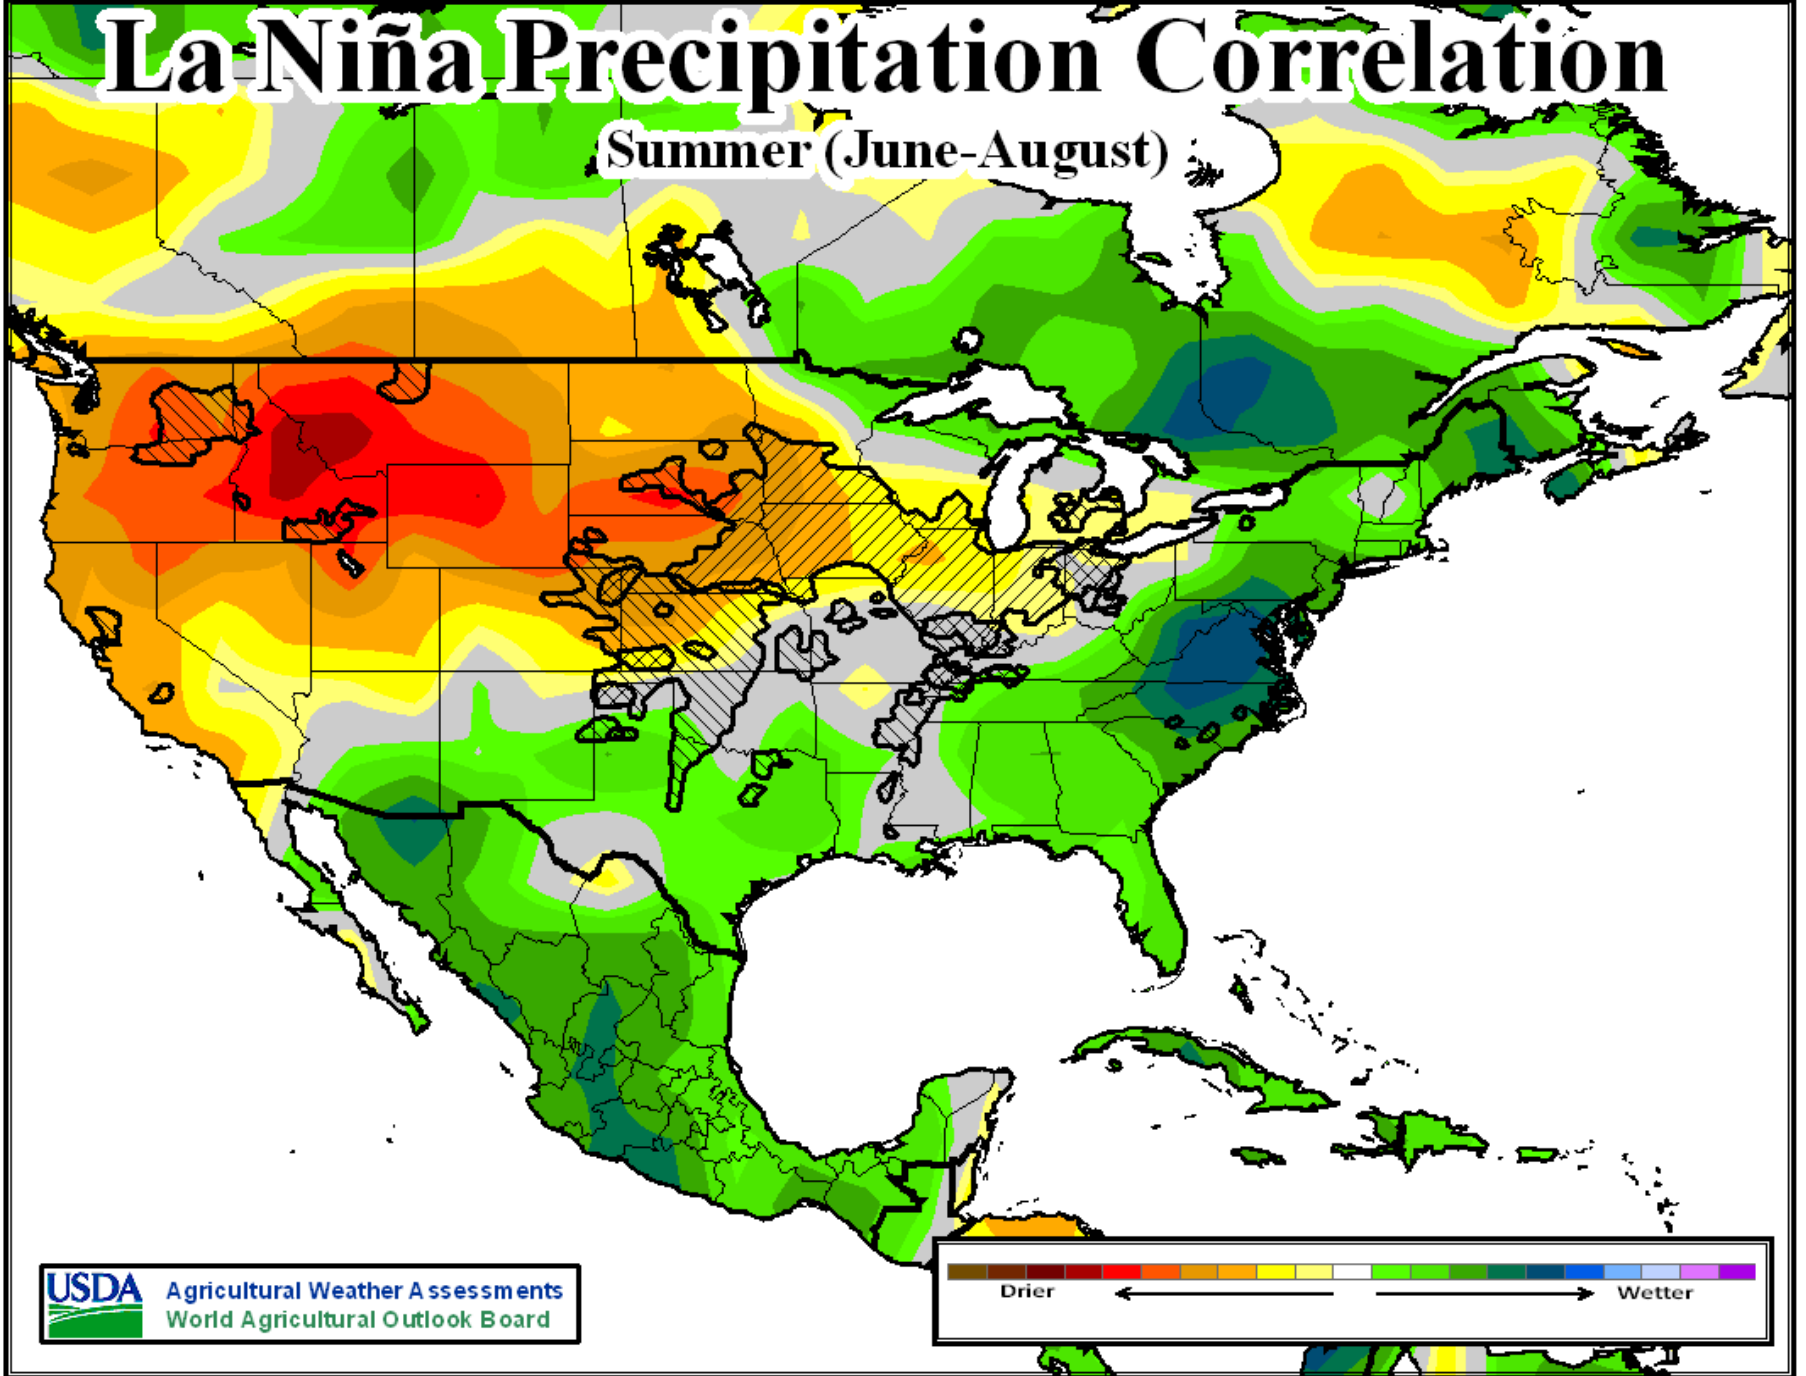 La Niña Precipitation Correlation
Summer (June-August)
USDA
Agricultural Weather Assessments
World Agricultural Outlook Board
Drier
Wetter